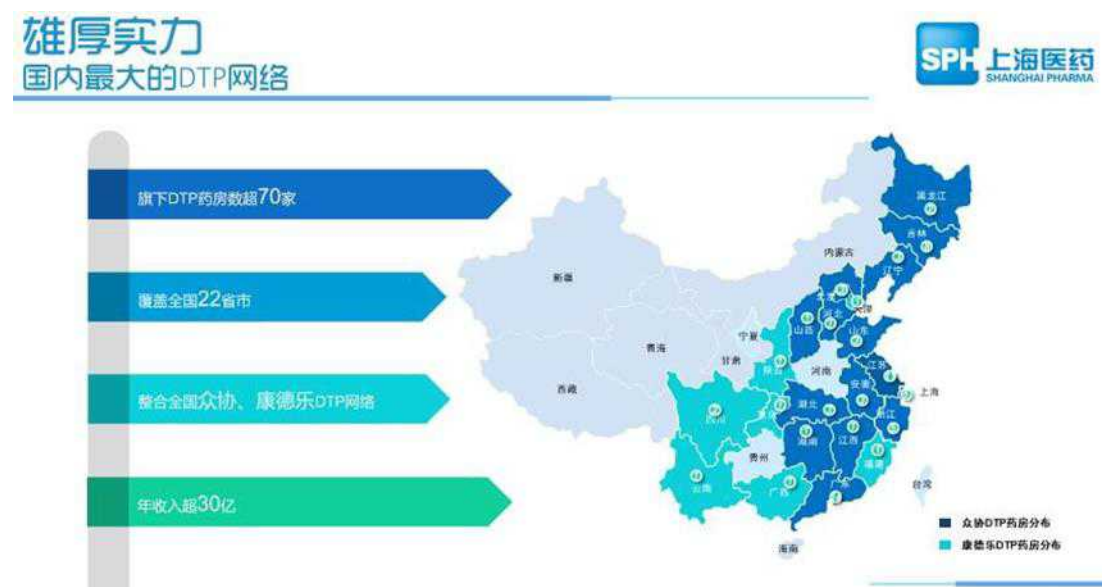 雄厚实力
国内最大的DTP网络
SPH 上海医药
SHANGHAI PHARMA
旗下DTP药房数超70家
覆盖全国22省市
整合全国众协、康德乐DTP网络
年收入超30亿
黑龙江
吉林
内蒙古
辽宁
新疆
河北
山西
山东
宁夏
青海
甘肃
陕西
河南
江苏
西藏
安徽
上海
四川
湖北
浙江
湖南
江西
贵州
福建
云南
广西
台湾
海南
众协DTP药房分布
康德乐DTP药房分布